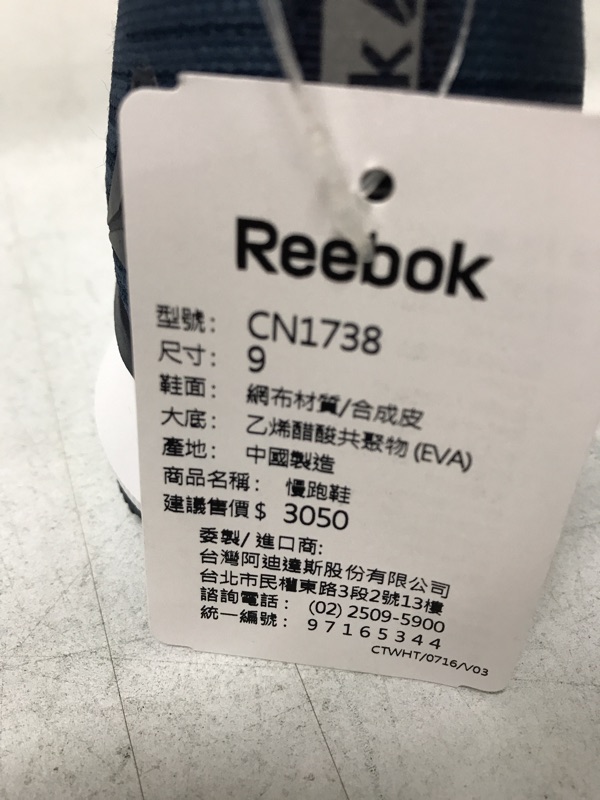 Reebok
型號： CN1738
尺寸： 9
鞋面： 網布材質/合成皮
大底： 乙烯醋酸共聚物 (EVA)
產地： 中國製造
商品名稱： 慢跑鞋
建議售價 $ 3050
委製/進口商:
台灣阿迪達斯股份有限公司
台北市民權東路3段2號13樓
諮詢電話： (02) 2509-5900
統一編號： 97165344
CTWHT/0716/V03